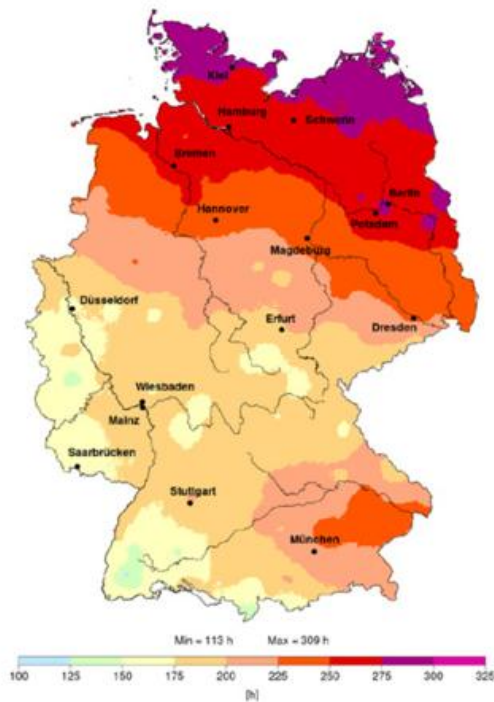 Kiel
Hamburg
Schwerin
Bremen
Berlin
Hannover
Potsdam
Magdeburg
Düsseldorf
Erfurt
Dresden
Wiesbaden
Mainz
Saarbrücken
Stuttgart
München
Min = 113 h Max = 309 h
100 125 150 175 200 225 250 275 300 325
[h]